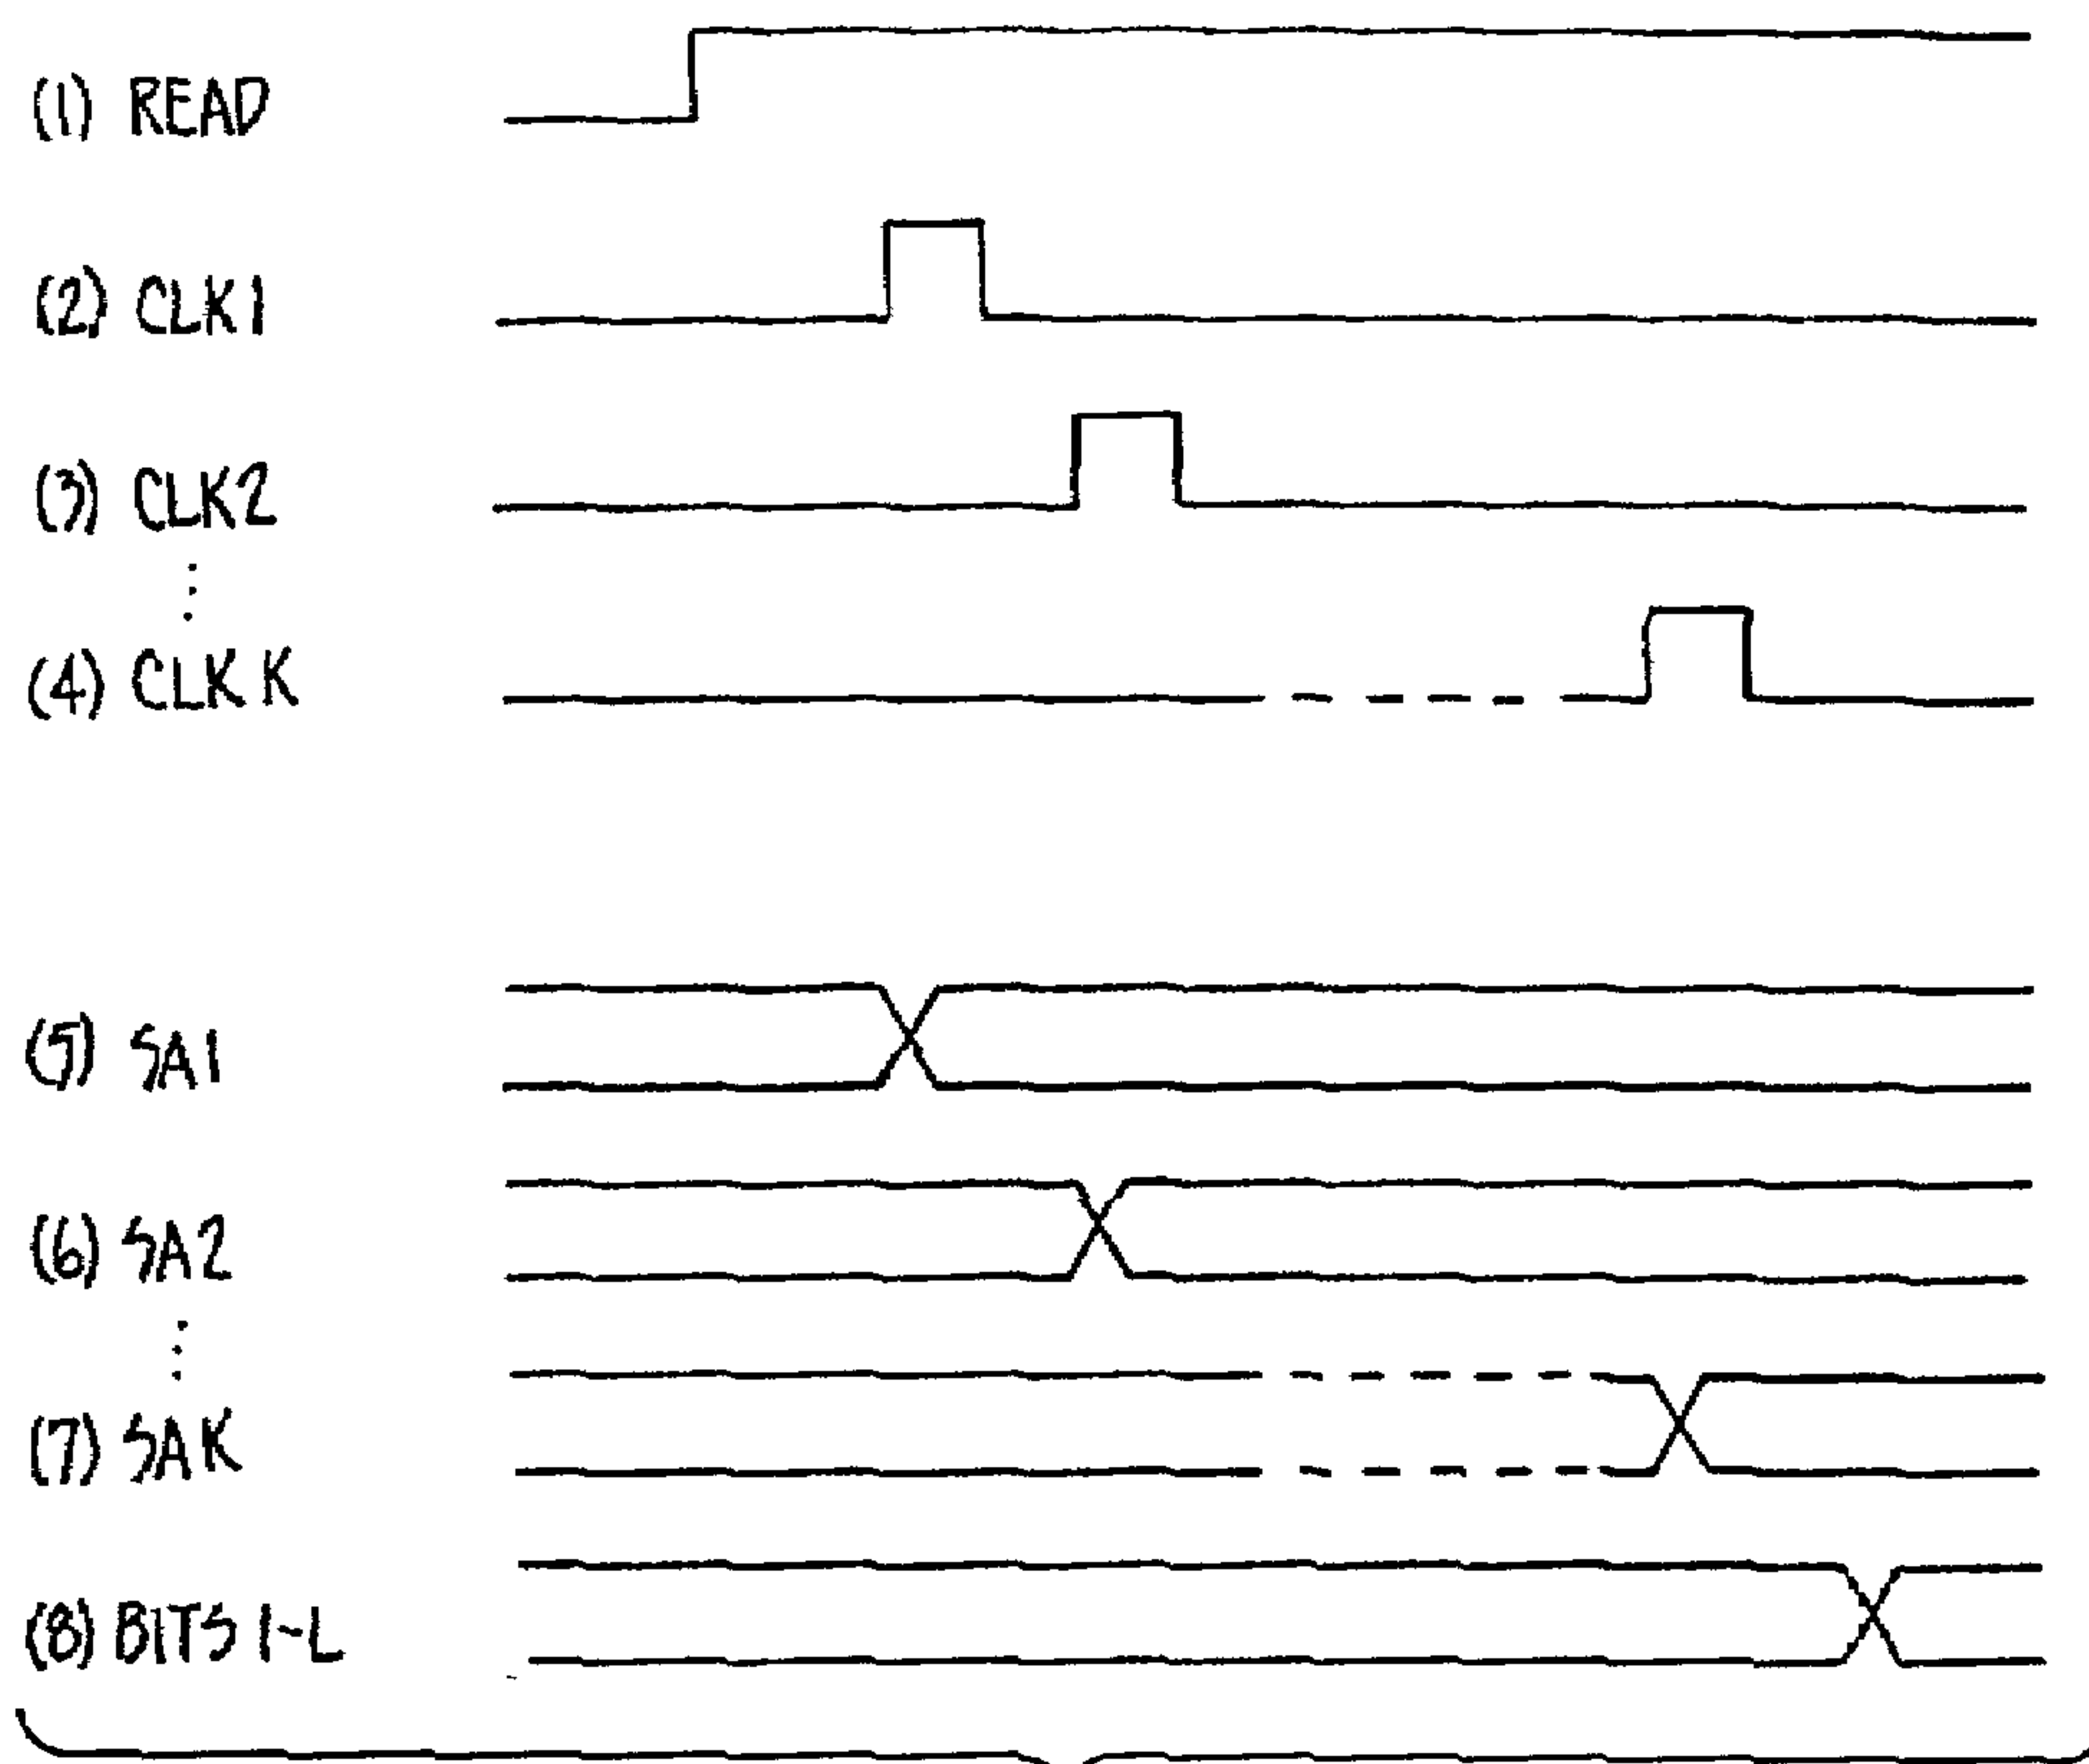 (1) READ
(2) CLK1
(3) CLK2
(4) CLK K
(5) SA1
(6) SA2
(7) SAK
(8) BITS 1~L